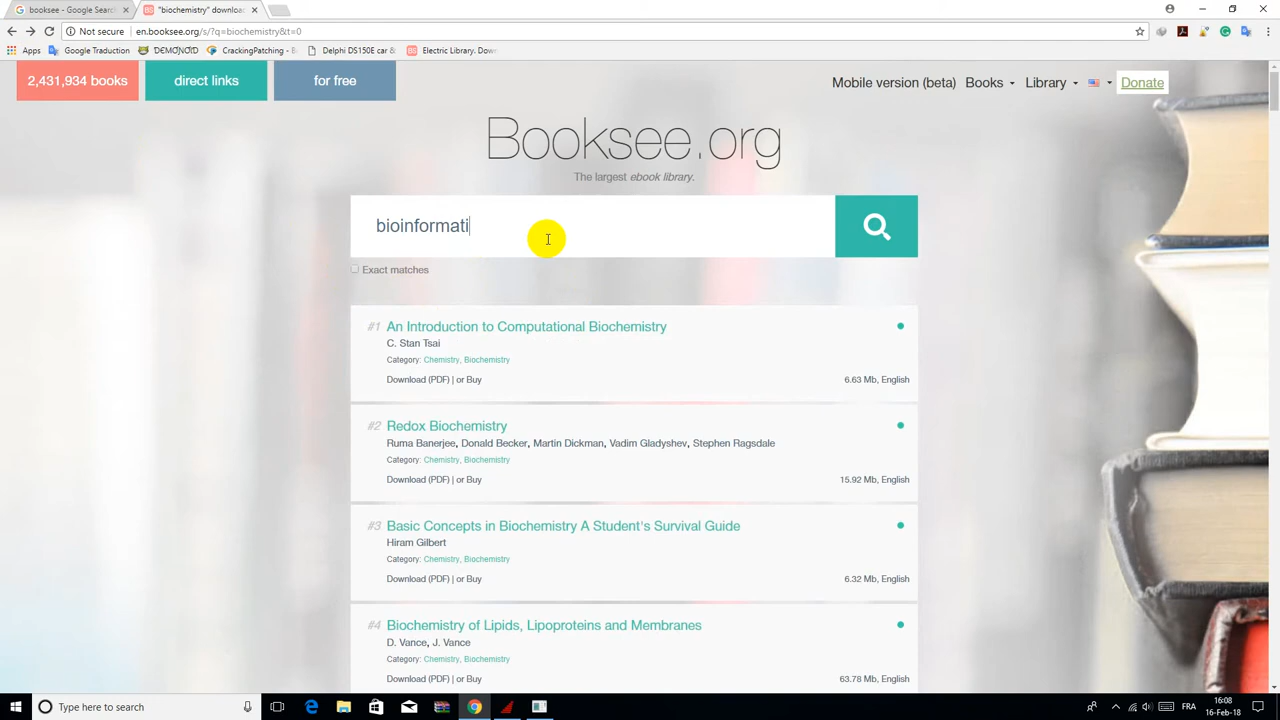 booksee - Google Search
"biochemistry" downloa
Not secure | en.booksee.org/s/?q=biochemistry&t=0
Apps Google Traduction CrackingPatching - B Delphi DS150E car & Electric Library. Dow
2,431,934 books direct links for free
Mobile version (beta) Books Library Donate
Booksee.org
The largest ebook library.
bioinformati
Exact matches
#1 An Introduction to Computational Biochemistry
C. Stan Tsai
Category: Chemistry, Biochemistry
Download (PDF) | or Buy 6.63 Mb, English
#2 Redox Biochemistry
Ruma Banerjee, Donald Becker, Martin Dickman, Vadim Gladyshev, Stephen Ragsdale
Category: Chemistry, Biochemistry
Download (PDF) | or Buy 15.92 Mb, English
#3 Basic Concepts in Biochemistry A Student's Survival Guide
Hiram Gilbert
Category: Chemistry, Biochemistry
Download (PDF) | or Buy 6.32 Mb, English
#4 Biochemistry of Lipids, Lipoproteins and Membranes
D. Vance, J. Vance
Category: Chemistry, Biochemistry
Download (PDF) | or Buy 63.78 Mb, English
Type here to search
FRA
16:08
16-Feb-18